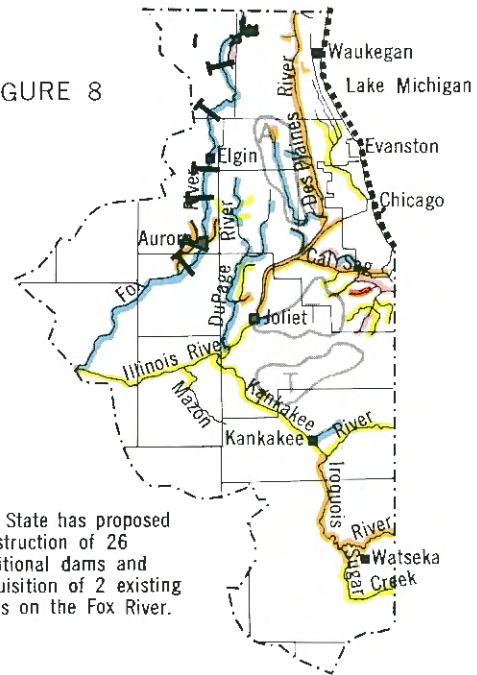 GURE 8
Waukegan
Lake Michigan
River
Des Plaines
A
Evanston
Elgin
River
Chicago
Aurora
River
DuPage
Cal Sag
Fox
Joliet
Illinois River
Mazon
T
Kankakee
River
Kankakee
Iroquois
River
Sugar
Creek
Watseka
State has proposed
struction of 26
itional dams and
uisition of 2 existing
s on the Fox River.